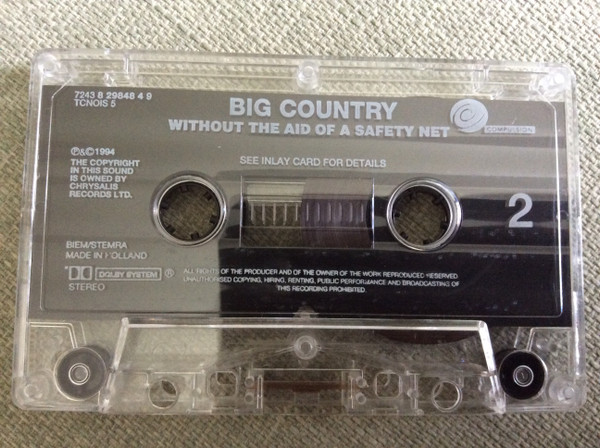 7243 8 29848 4 9
TCNOIS 5
BIG COUNTRY
WITHOUT THE AID OF A SAFETY NET
COMPULSION
℗&©1994
THE COPYRIGHT
IN THIS SOUND
IS OWNED BY
CHRYSALIS
RECORDS LTD.
SEE INLAY CARD FOR DETAILS
2
BIEM/STEMRA
MADE IN HOLLAND
DOLBY SYSTEM ®
STEREO
ALL RIGHTS OF THE PRODUCER AND OF THE OWNER OF THE WORK REPRODUCED RESERVED
UNAUTHORISED COPYING, HIRING, RENTING, PUBLIC PERFORMANCE AND BROADCASTING OF
THIS RECORDING PROHIBITED.